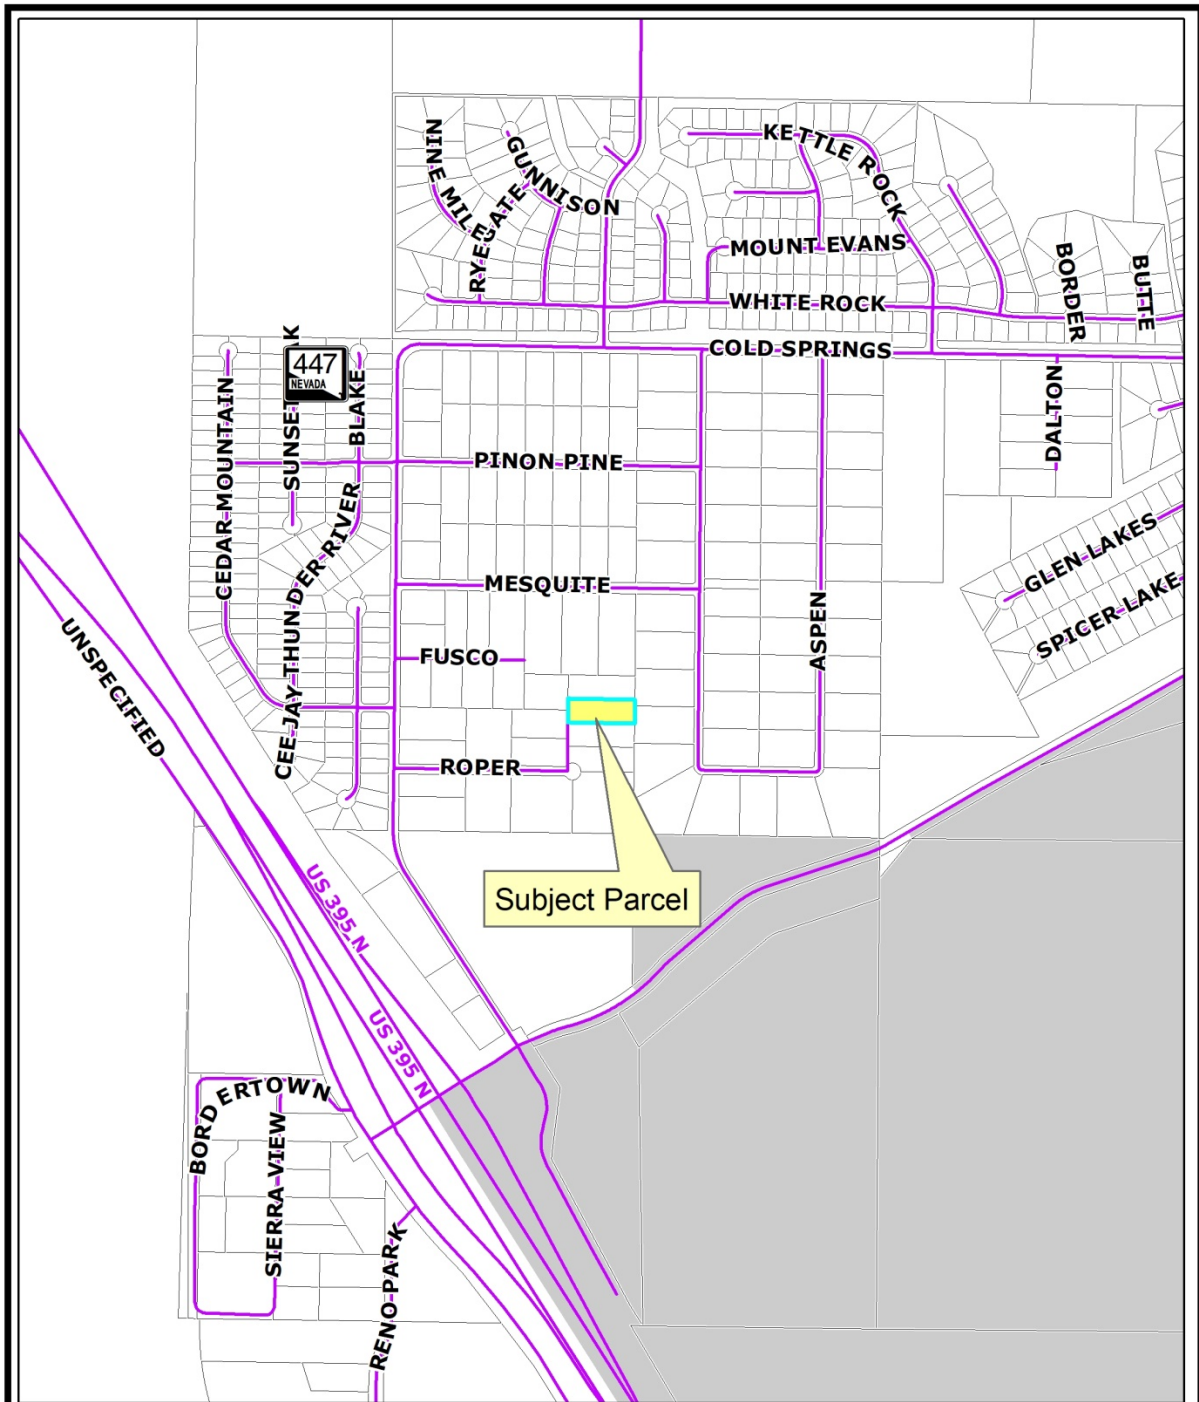 NINE MILE
GUNNISON
RYEGATE
KETTLE ROCK
MOUNT EVANS
WHITE ROCK
BORDER
BUTTE
COLD SPRINGS
447
NEVADA
CEDAR MOUNTAIN
BLAKE
DALTON
PINON PINE
THUNDER RIVER
MESQUITE
GLEN LAKES
SPICER LAKE
ASPEN
FUSCO
UNSPECIFIED
CEE JAY
ROPER
Subject Parcel
US 395 N
US 395 N
BORDERTOWN
SIERRA VIEW
RENO PARK